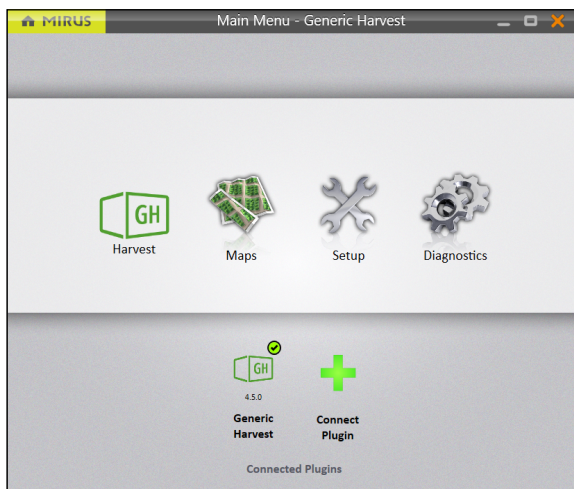 MIRUS
Main Menu - Generic Harvest
GH
Harvest
Maps
Setup
Diagnostics
GH
4.5.0
Generic
Harvest
Connect
Plugin
Connected Plugins